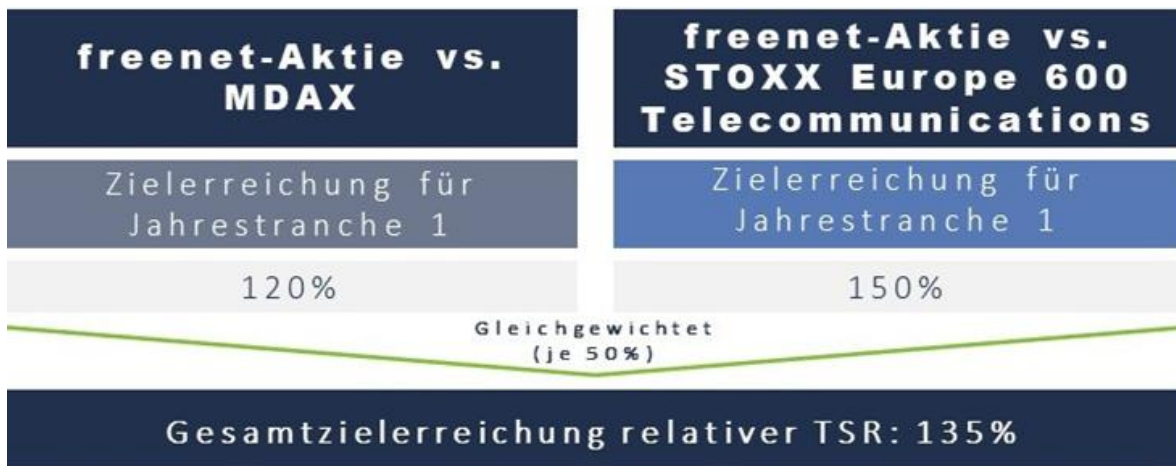 freenet-Aktie vs.
MDAX
freenet-Aktie vs.
STOXX Europe 600
Telecommunications
Zielerreichung für
Jahrestranche 1
Zielerreichung für
Jahrestranche 1
120%
150%
Gleichgewichtet
(je 50%)
Gesamtzielerreichung relativer TSR: 135%